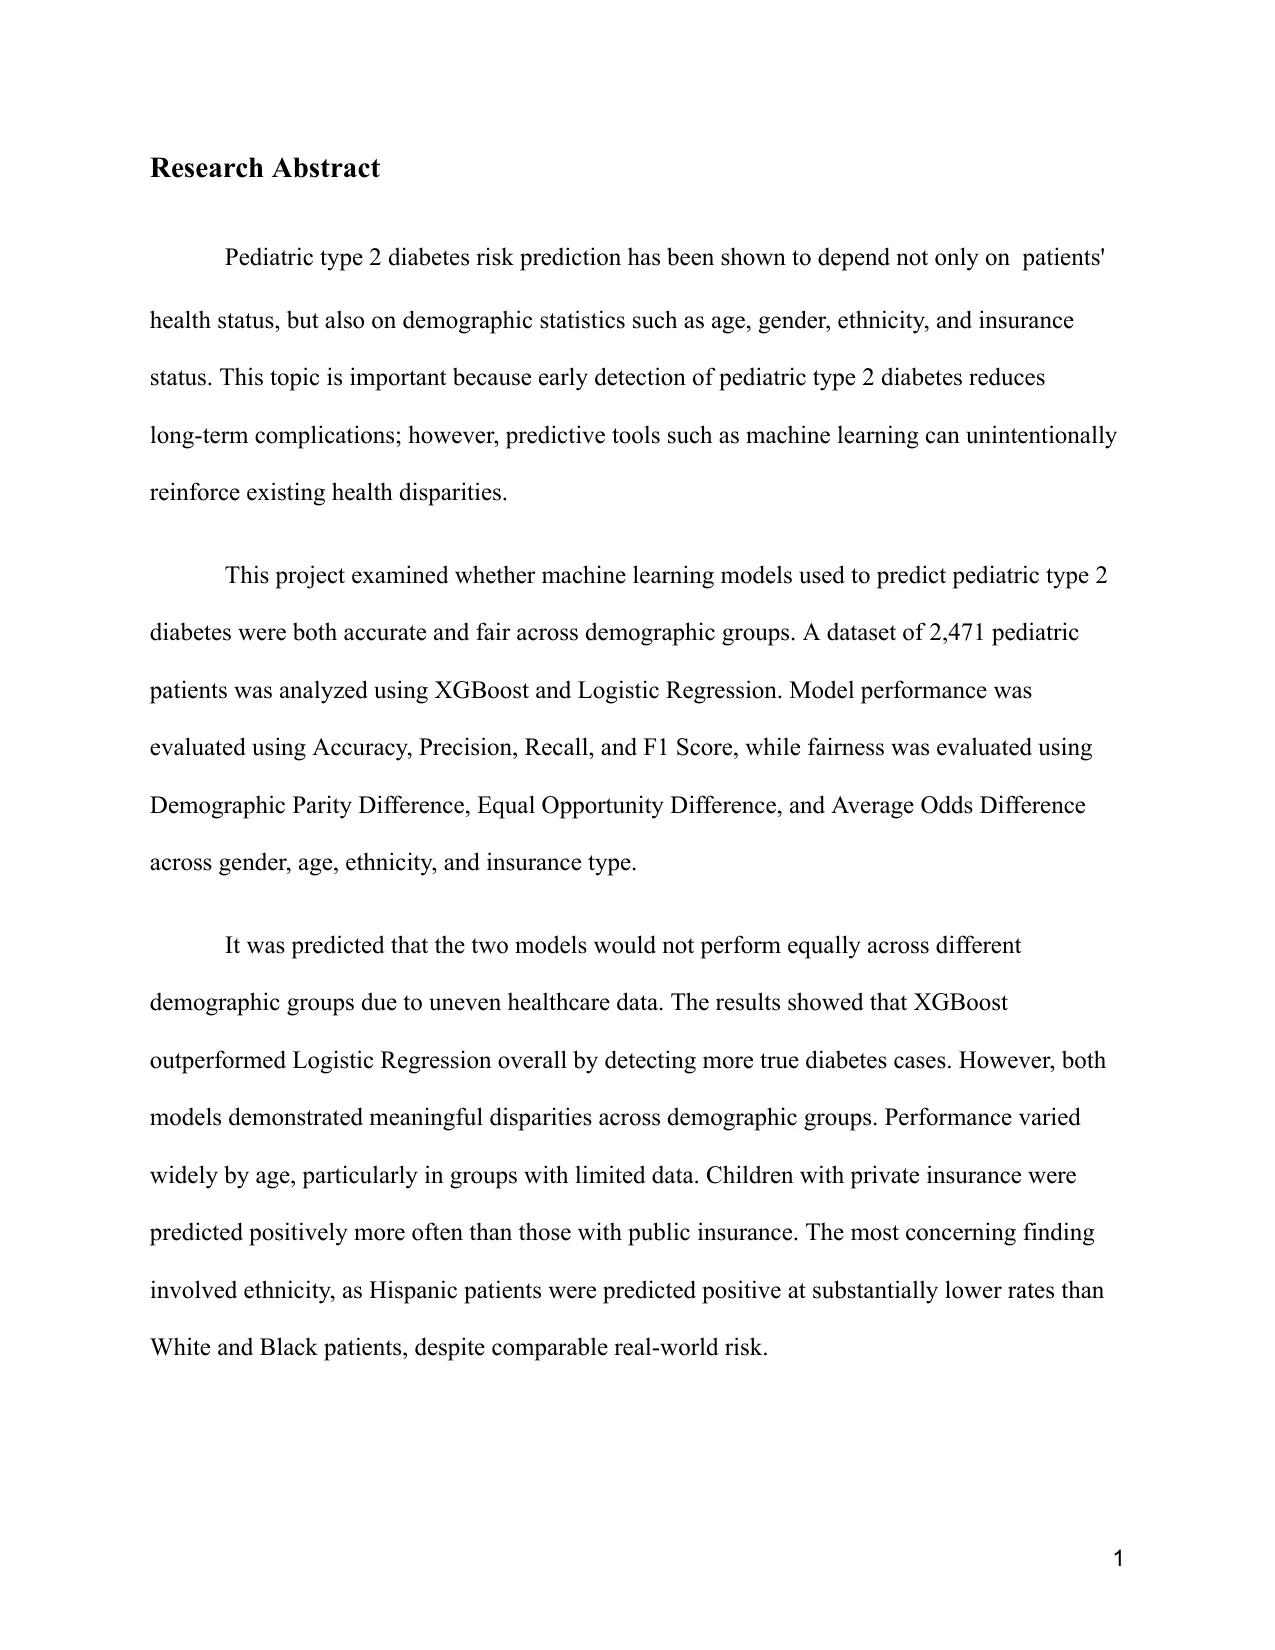 Research Abstract
Pediatric type 2 diabetes risk prediction has been shown to depend not only on  patients'
health status, but also on demographic statistics such as age, gender, ethnicity, and insurance
status. This topic is important because early detection of pediatric type 2 diabetes reduces
long-term complications; however, predictive tools such as machine learning can unintentionally
reinforce existing health disparities.
This project examined whether machine learning models used to predict pediatric type 2
diabetes were both accurate and fair across demographic groups. A dataset of 2,471 pediatric
patients was analyzed using XGBoost and Logistic Regression. Model performance was
evaluated using Accuracy, Precision, Recall, and F1 Score, while fairness was evaluated using
Demographic Parity Difference, Equal Opportunity Difference, and Average Odds Difference
across gender, age, ethnicity, and insurance type.
It was predicted that the two models would not perform equally across different
demographic groups due to uneven healthcare data. The results showed that XGBoost
outperformed Logistic Regression overall by detecting more true diabetes cases. However, both
models demonstrated meaningful disparities across demographic groups. Performance varied
widely by age, particularly in groups with limited data. Children with private insurance were
predicted positively more often than those with public insurance. The most concerning finding
involved ethnicity, as Hispanic patients were predicted positive at substantially lower rates than
White and Black patients, despite comparable real-world risk.
1